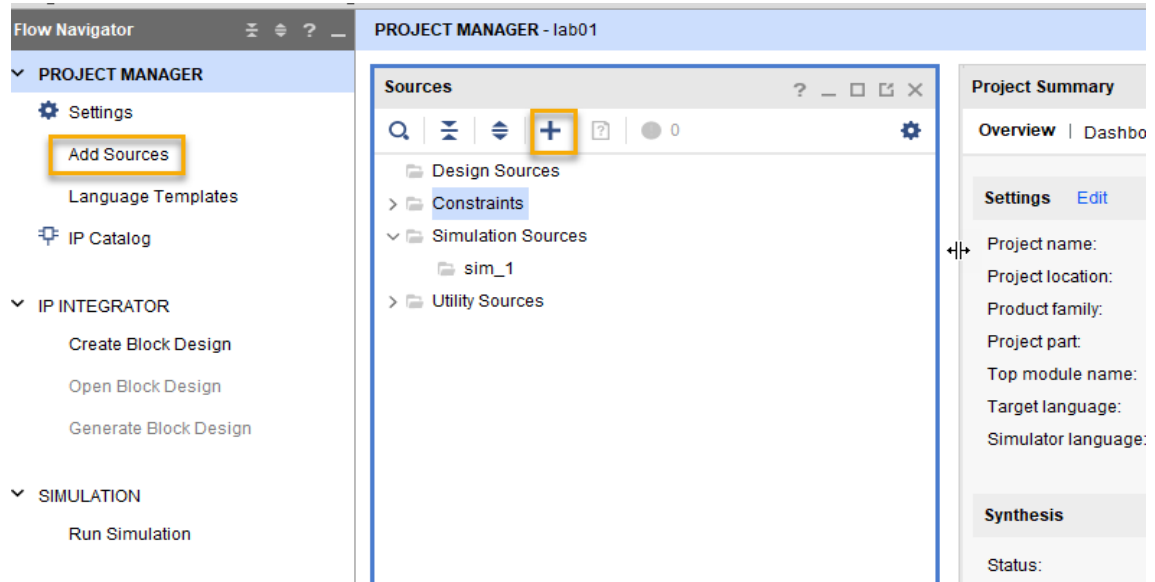 Flow Navigator ?
PROJECT MANAGER
Settings
Add Sources
Language Templates
IP Catalog
IP INTEGRATOR
Create Block Design
Open Block Design
Generate Block Design
SIMULATION
Run Simulation
PROJECT MANAGER - lab01
Sources ?
? 0
Design Sources
Constraints
Simulation Sources
sim_1
Utility Sources
Project Summary
Overview | Dashbo
Settings Edit
Project name:
Project location:
Product family:
Project part:
Top module name:
Target language:
Simulator language:
Synthesis
Status: